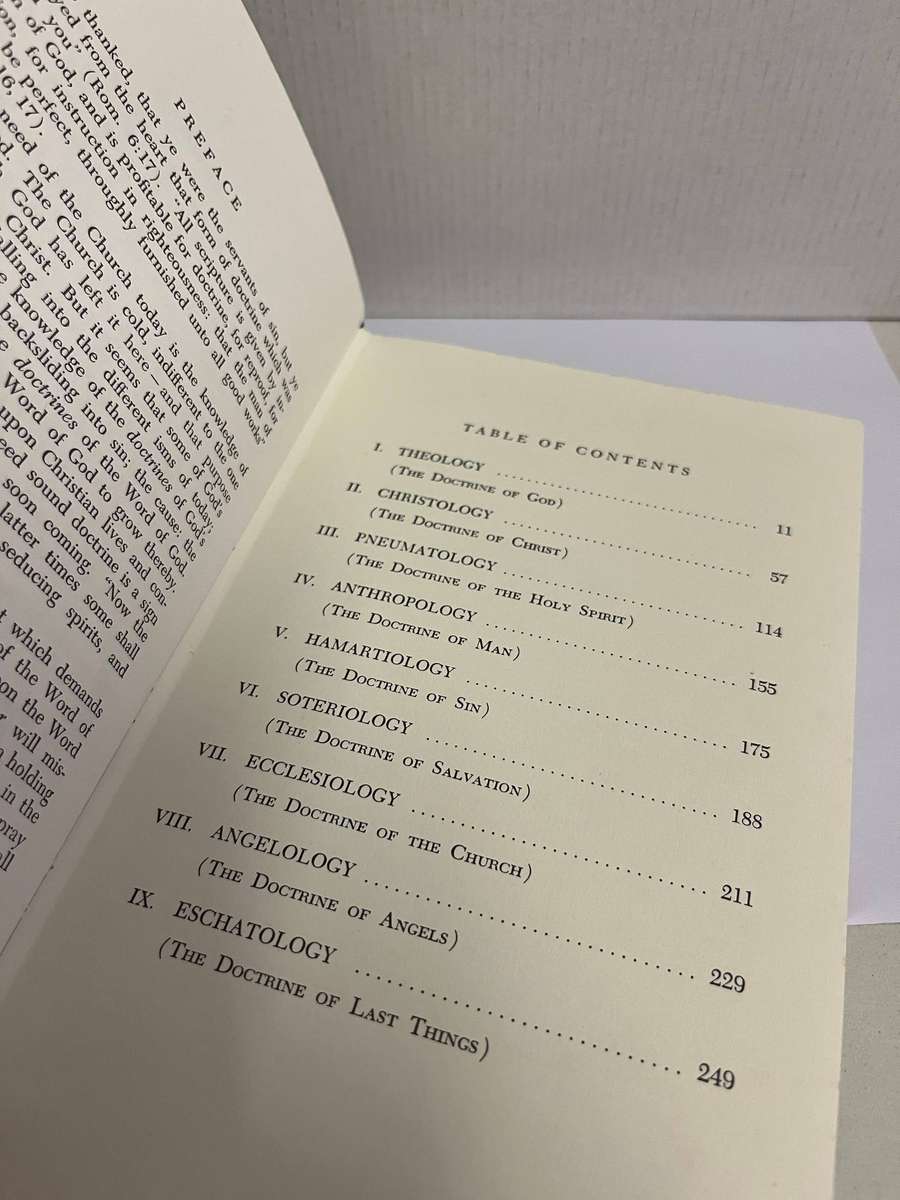 PREFACE
thanked, that ye were the servants of sin, but ye
from the heart that form of doctrine which was
you" (Rom. 6:17). "All scripture is given by in-
of God, and is profitable for doctrine, for reproof, for
for instruction in righteousness: that the man of
be perfect, throughly furnished unto all good works"
16, 17).
need of the Church today is the knowledge of
The Church is cold, indifferent to the one
God has left it here—and that purpose
Christ. But it seems that some of God's
alling into the different isms of today;
knowledge of the doctrines of God's
backsliding into sin; the cause: the
doctrines of the Word of God.
Word of God to grow thereby.
upon Christian lives and con-
eed sound doctrine is a sign
soon coming. "Now the
latter times some shall
seducing spirits, and
which demands
of the Word of
on the Word
will mis-
holding
in the
pray
TABLE OF CONTENTS
I. THEOLOGY .......... 11
(The Doctrine of God)
II. CHRISTOLOGY .......... 57
(The Doctrine of Christ)
III. PNEUMATOLOGY .......... 114
(The Doctrine of the Holy Spirit)
IV. ANTHROPOLOGY .......... 155
(The Doctrine of Man)
V. HAMARTIOLOGY .......... 175
(The Doctrine of Sin)
VI. SOTERIOLOGY .......... 188
(The Doctrine of Salvation)
VII. ECCLESIOLOGY .......... 211
(The Doctrine of the Church)
VIII. ANGELOLOGY .......... 229
(The Doctrine of Angels)
IX. ESCHATOLOGY .......... 249
(The Doctrine of Last Things)